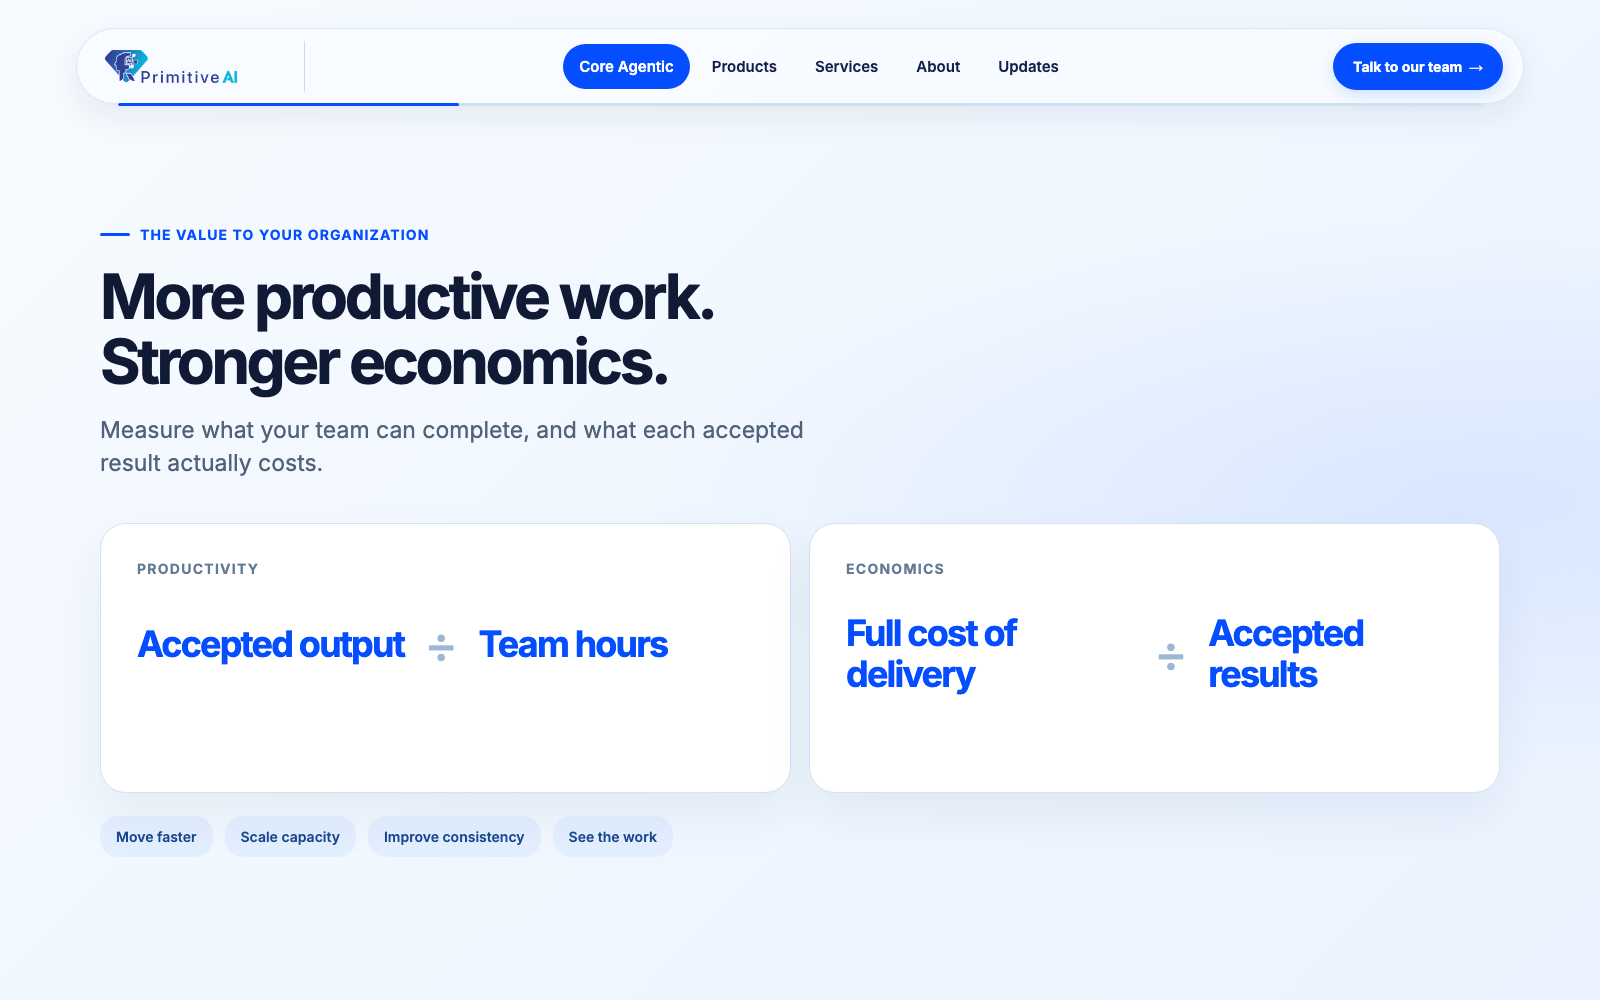 Primitive AI
Core Agentic
Products
Services
About
Updates
Talk to our team →
THE VALUE TO YOUR ORGANIZATION
More productive work.
Stronger economics.
Measure what your team can complete, and what each accepted
result actually costs.
PRODUCTIVITY
Accepted output ÷ Team hours
ECONOMICS
Full cost of
delivery
÷
Accepted
results
Move faster
Scale capacity
Improve consistency
See the work